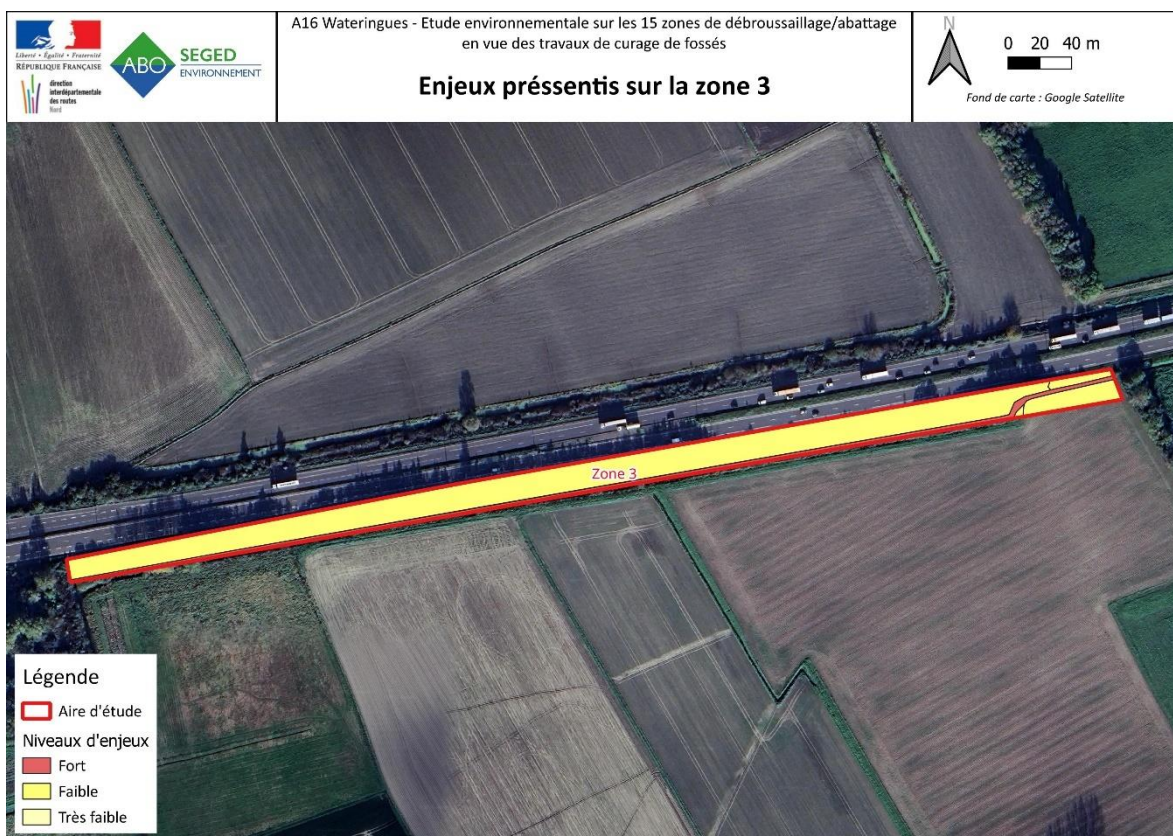 Liberté • Égalité • Fraternité
RÉPUBLIQUE FRANÇAISE
direction
interdépartementale
des routes
Nord
ABO
SEGED
ENVIRONNEMENT
A16 Wateringues - Etude environnementale sur les 15 zones de débroussaillage/abattage
en vue des travaux de curage de fossés
Enjeux préssentis sur la zone 3
N
0 20 40 m
Fond de carte : Google Satellite
Zone 3
Légende
Aire d'étude
Niveaux d'enjeux
Fort
Faible
Très faible